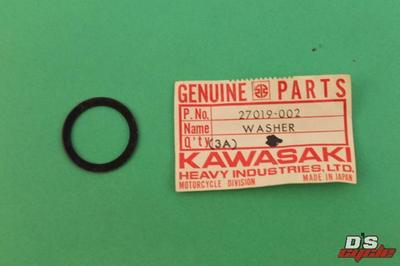 GENUINE PARTS
P. No. 27019-002
Name WASHER
Q'ty (3A)
KAWASAKI
HEAVY INDUSTRIES, LTD.
MOTORCYCLE DIVISION MADE IN JAPAN
D's
cycle